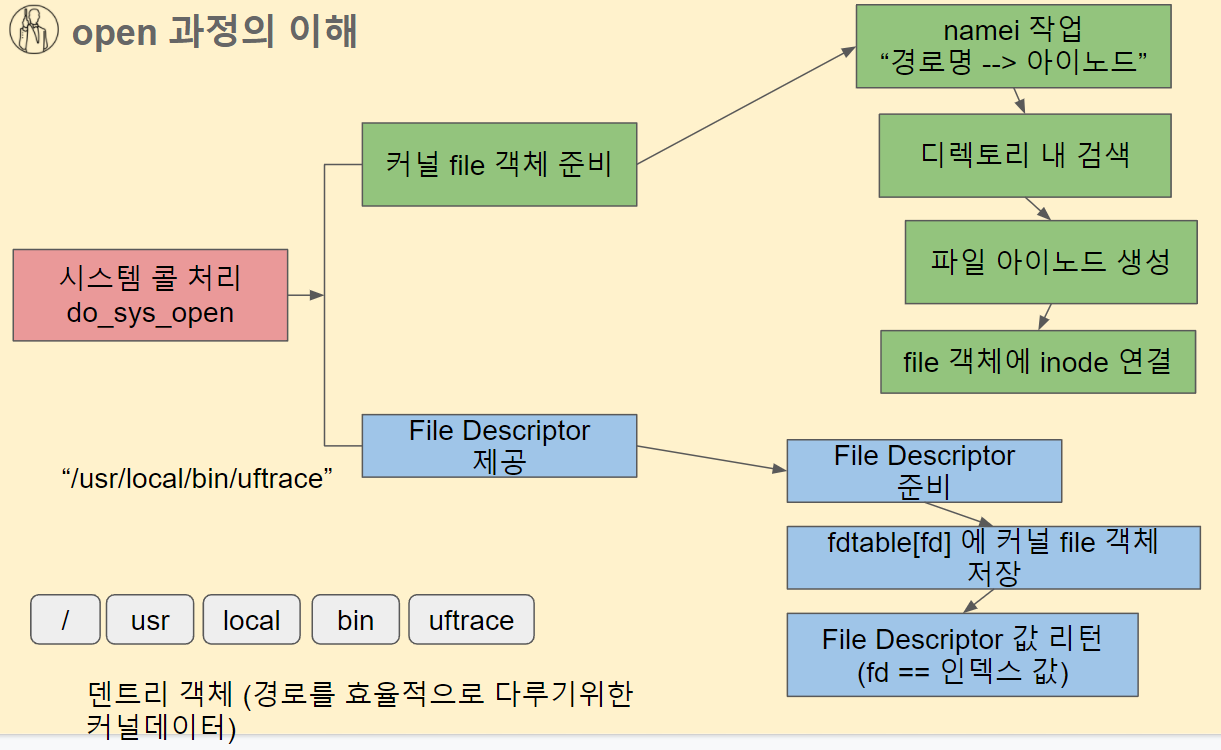 open 과정의 이해
namei 작업
“경로명 --> 아이노드”
커널 file 객체 준비
디렉토리 내 검색
시스템 콜 처리
do_sys_open
파일 아이노드 생성
file 객체에 inode 연결
File Descriptor
제공
“/usr/local/bin/uftrace”
File Descriptor
준비
fdtable[fd] 에 커널 file 객체
저장
/ usr local bin uftrace
File Descriptor 값 리턴
(fd == 인덱스 값)
덴트리 객체 (경로를 효율적으로 다루기위한
커널데이터)